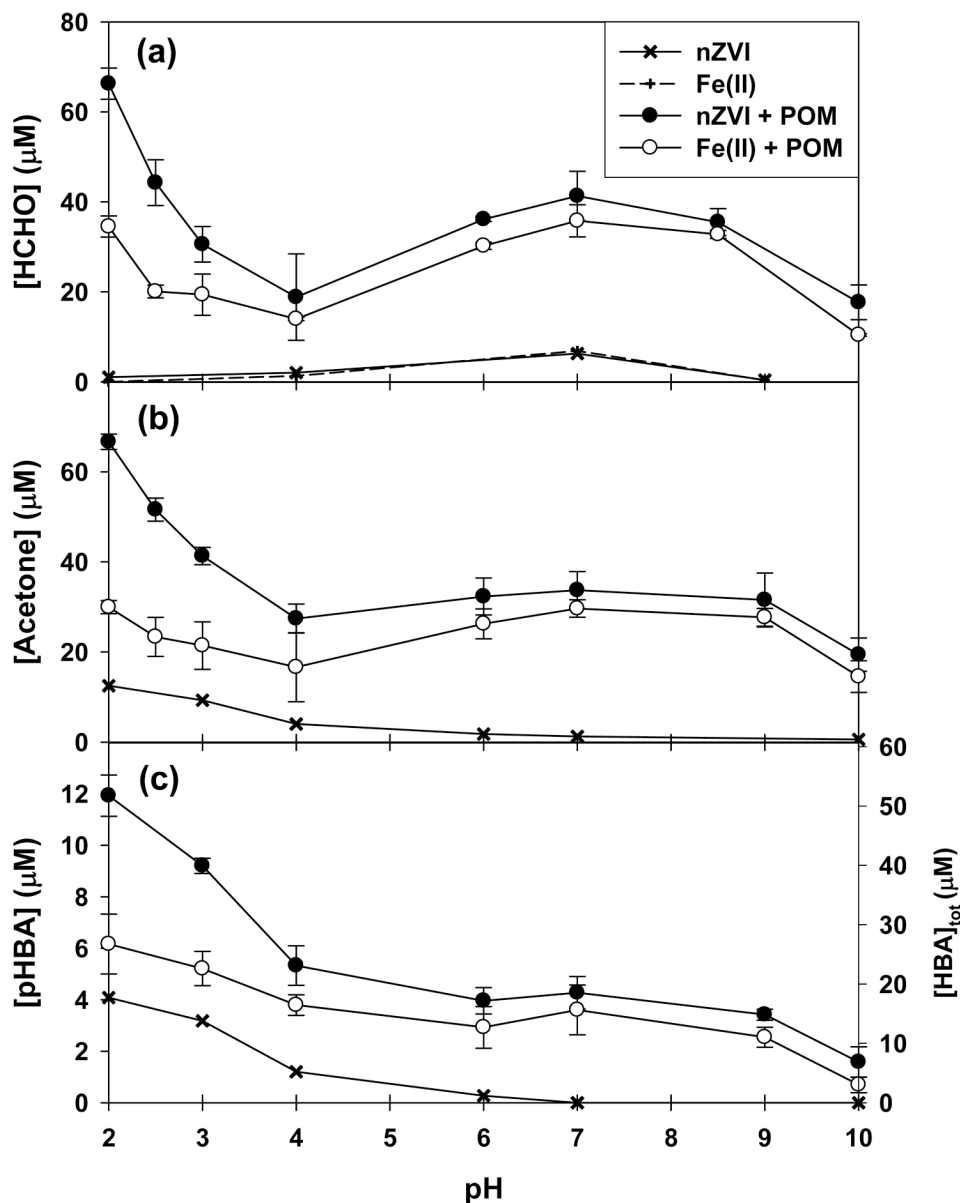 80
60
40
20
0
[HCHO] (μM)
(a)
nZVI
Fe(II)
nZVI + POM
Fe(II) + POM
60
40
20
0
[Acetone] (μM)
(b)
12
10
8
6
4
2
0
[pHBA] (μM)
(c)
60
50
40
30
20
10
0
[HBA]tot (μM)
2 3 4 5 6 7 8 9 10
pH